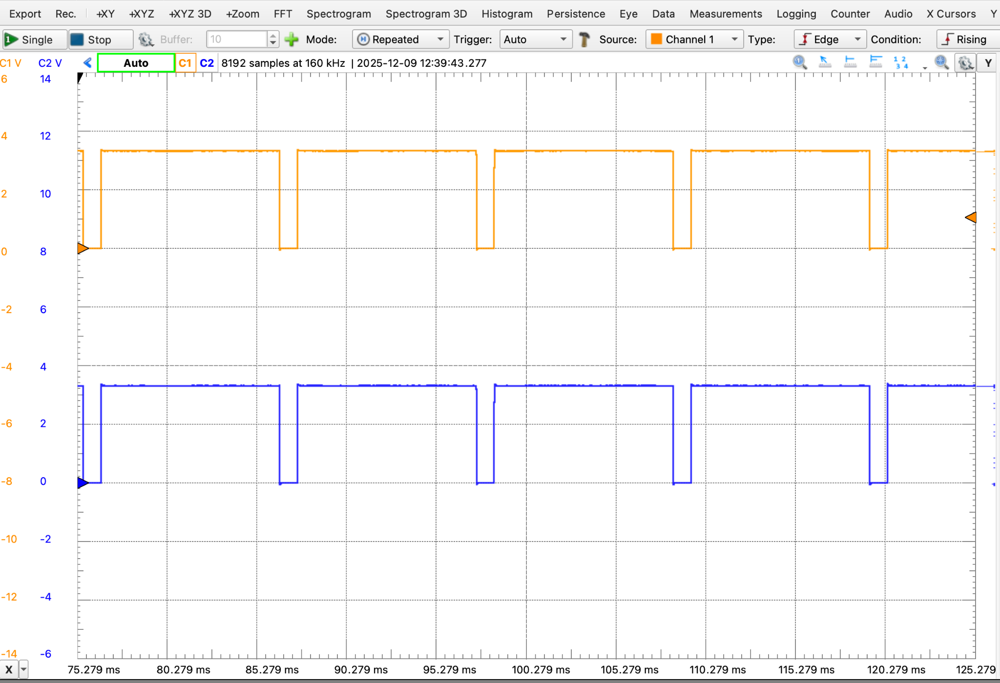 Export Rec. +XY +XYZ +XYZ 3D +Zoom FFT Spectrogram Spectrogram 3D Histogram Persistence Eye Data Measurements Logging Counter Audio X Cursors Y
1 Single Stop Buffer: 10 Mode: Repeated Trigger: Auto Source: Channel 1 Type: Edge Condition: Rising
C1 V C2 V Auto C1 C2 8192 samples at 160 kHz | 2025-12-09 12:39:43.277 1 1 2 3 4 Y
6 14
4 12
2 10
0 8
-2 6
-4 4
-6 2
-8 0
-10 -2
-12 -4
-14 -6
X 75.279 ms 80.279 ms 85.279 ms 90.279 ms 95.279 ms 100.279 ms 105.279 ms 110.279 ms 115.279 ms 120.279 ms 125.279